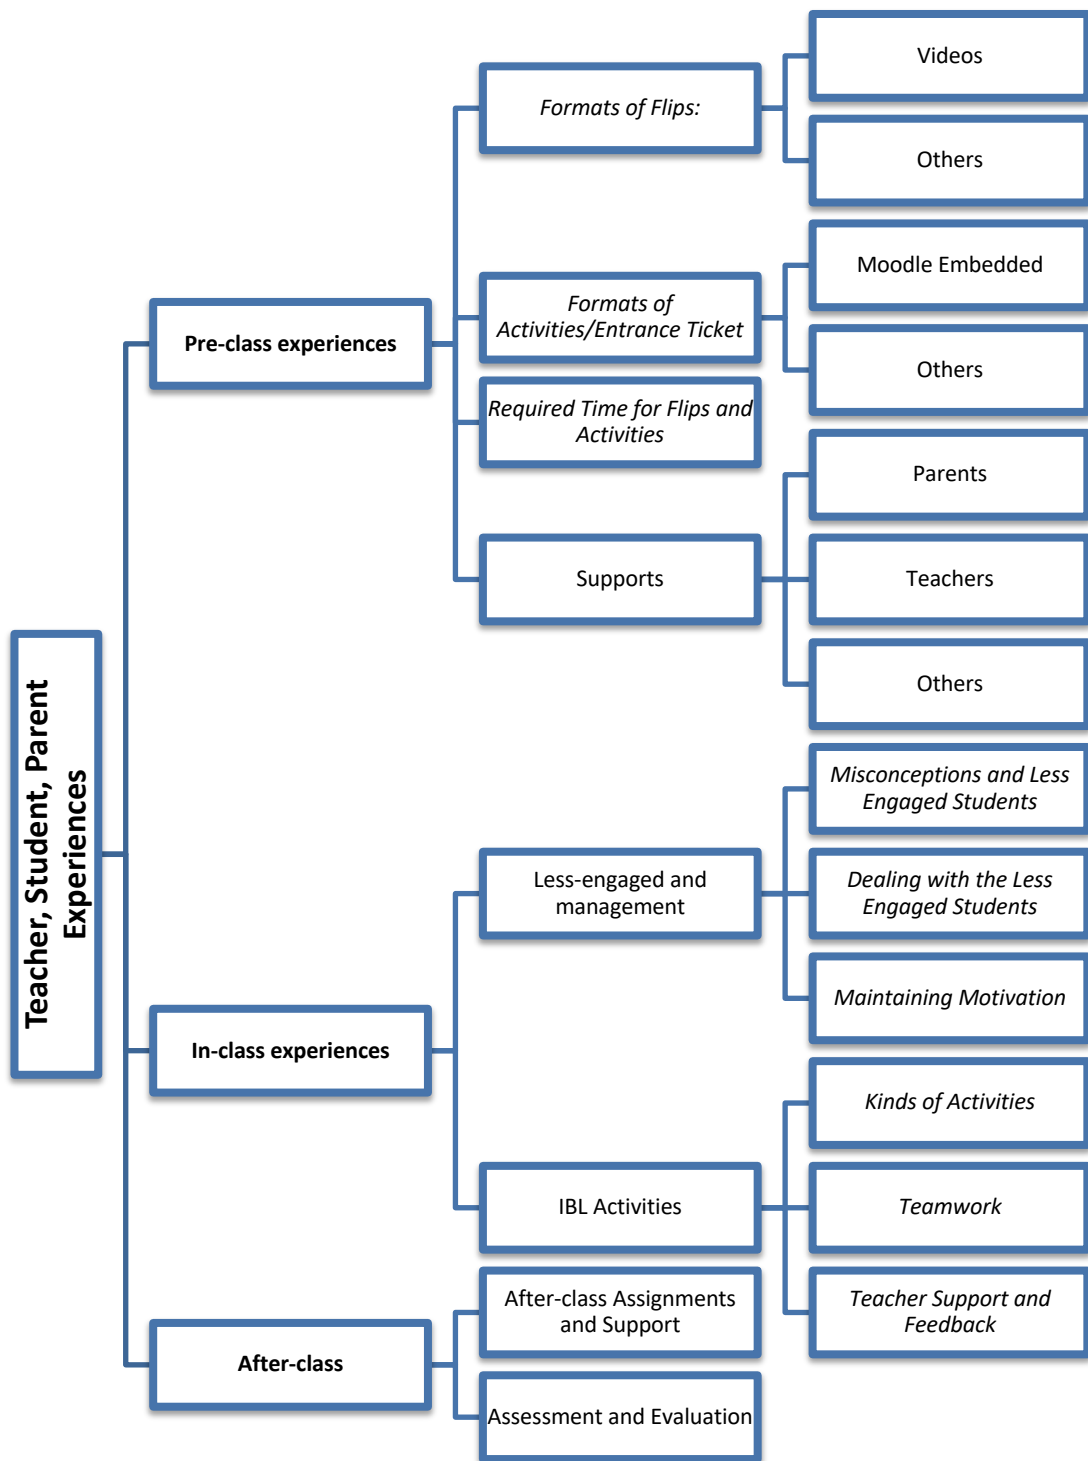 Teacher, Student, Parent
Experiences
Pre-class experiences
Formats of Flips:
Videos
Others
Formats of
Activities/Entrance Ticket
Moodle Embedded
Others
Required Time for Flips and
Activities
Supports
Parents
Teachers
Others
In-class experiences
Less-engaged and
management
Misconceptions and Less
Engaged Students
Dealing with the Less
Engaged Students
Maintaining Motivation
IBL Activities
Kinds of Activities
Teamwork
Teacher Support and
Feedback
After-class
After-class Assignments
and Support
Assessment and Evaluation